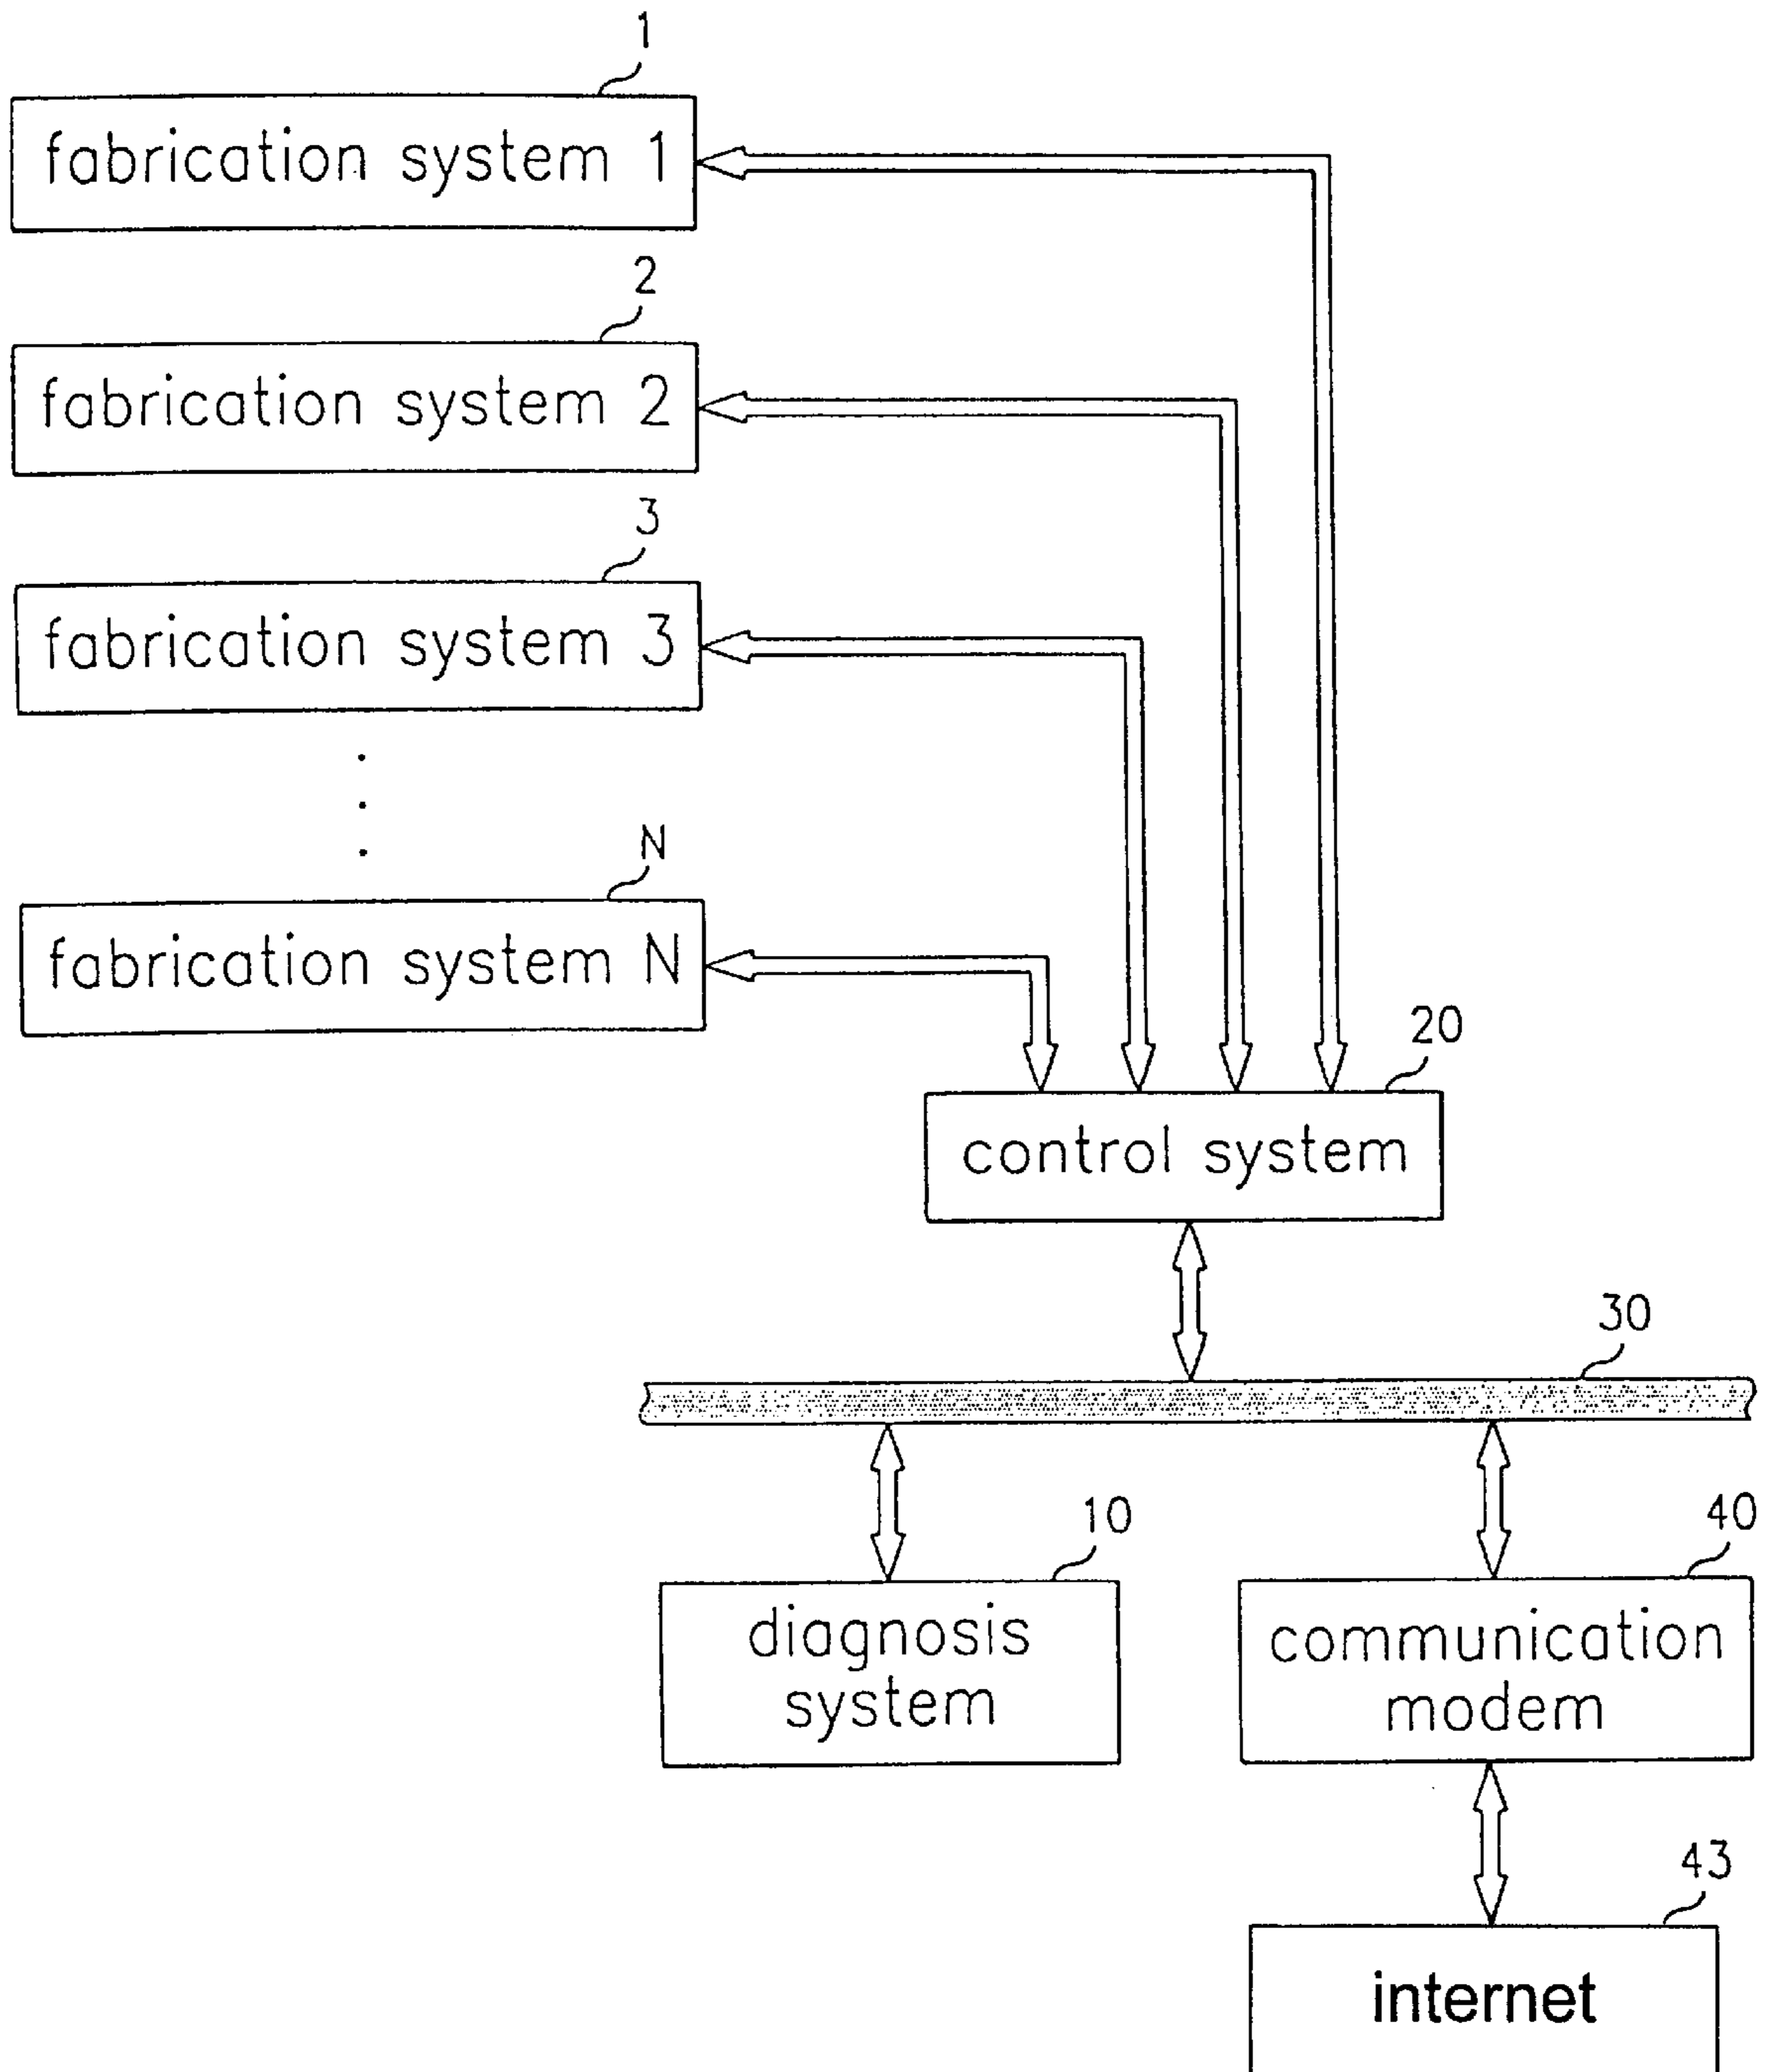 1
fabrication system 1
2
fabrication system 2
3
fabrication system 3
N
fabrication system N
20
control system
30
10
diagnosis
system
40
communication
modem
43
internet